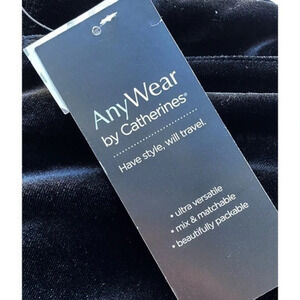 AnyWear
by Catherines®
Have style, will travel.
• ultra versatile
• mix & matchable
• beautifully packable